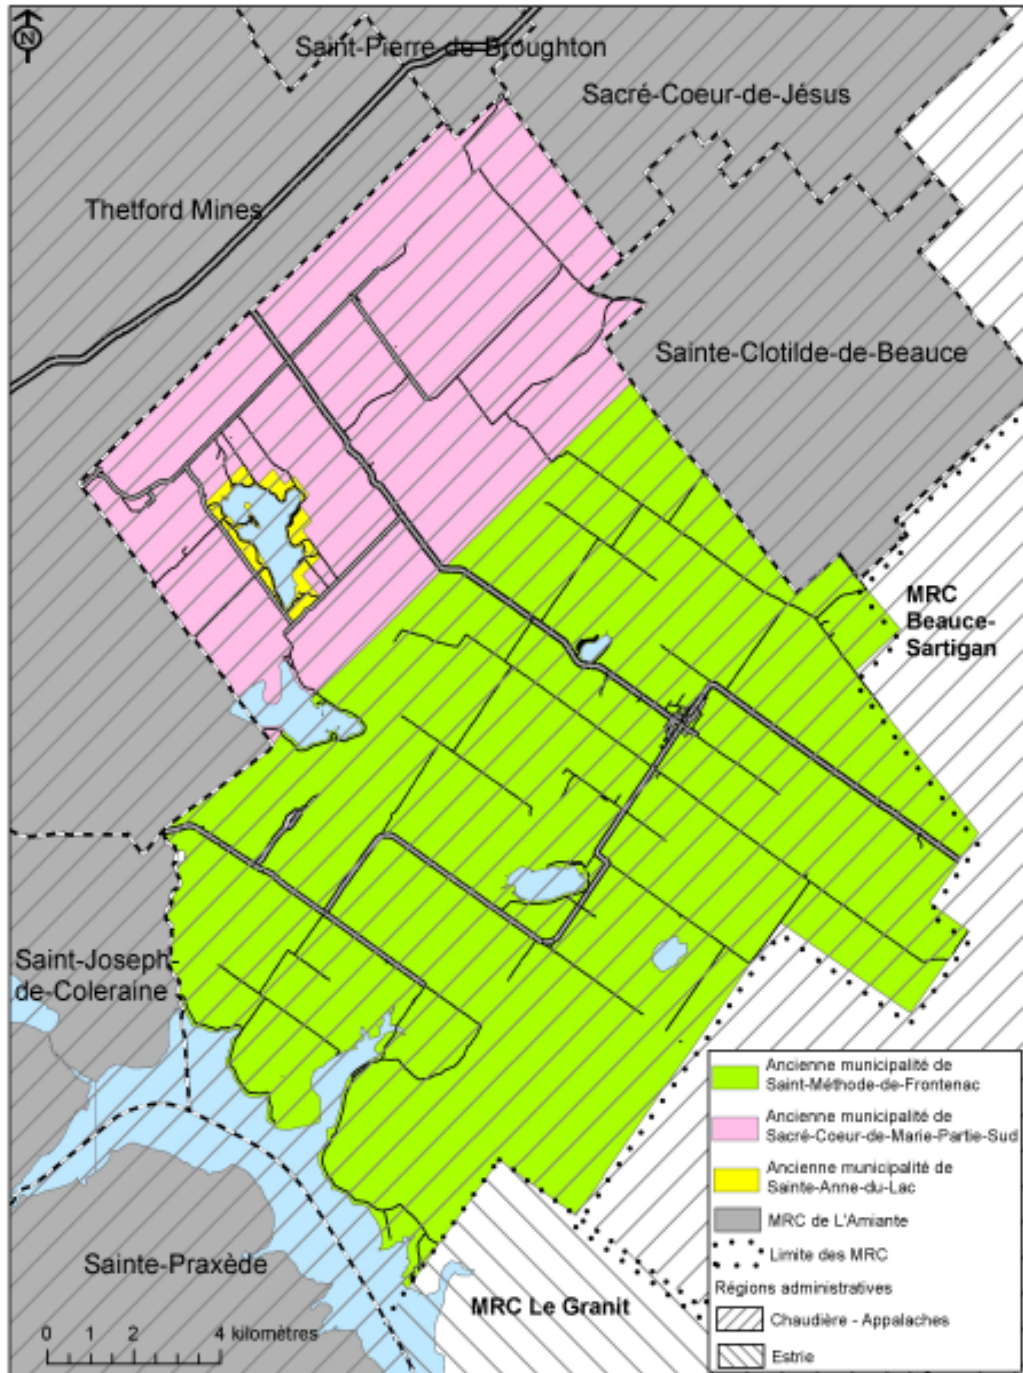 N
Saint-Pierre-de-Broughton
Sacré-Coeur-de-Jésus
Thetford Mines
Sainte-Clotilde-de-Beauce
MRC
Beauce-
Sartigan
Saint-Joseph-
de-Coleraine
Sainte-Praxède
MRC Le Granit
0 1 2 4 kilomètres
Ancienne municipalité de
Saint-Méthode-de-Frontenac
Ancienne municipalité de
Sacré-Coeur-de-Marie-Partie-Sud
Ancienne municipalité de
Sainte-Anne-du-Lac
MRC de L'Amiante
Limite des MRC
Régions administratives
Chaudière - Appalaches
Estrie